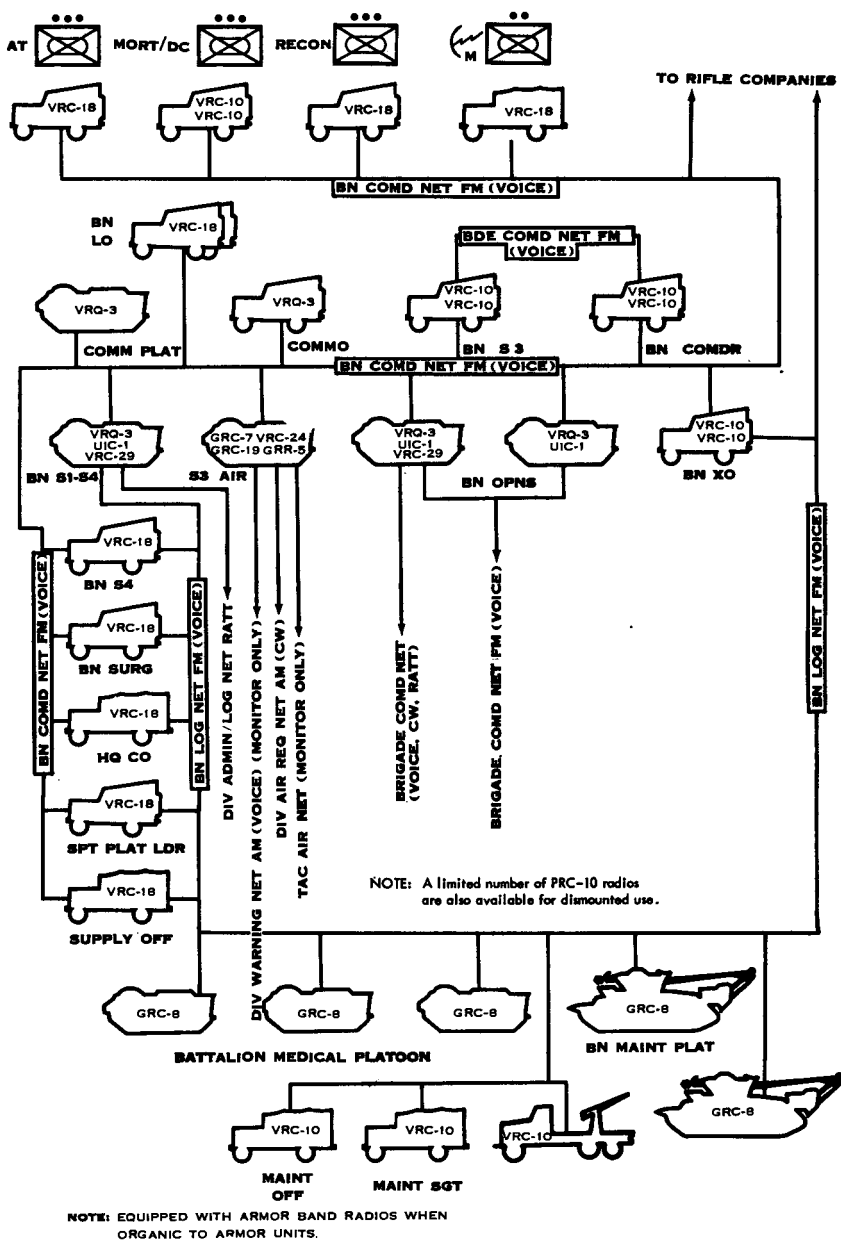 AT
MORT/DC
RECON
M
TO RIFLE COMPANIES
VRC-18
VRC-10
VRC-10
VRC-18
VRC-18
BN COMD NET FM (VOICE)
BN
LO
VRC-18
BDE COMD NET FM
(VOICE)
VRQ-3
VRQ-3
VRC-10
VRC-10
VRC-10
VRC-10
COMM PLAT
COMMO
BN S3
BN COMDR
BN COMD NET FM (VOICE)
VRQ-3
UIC-1
VRC-29
GRC-7 VRC-24
GRC-19 GRR-5
VRQ-3
UIC-1
VRC-29
VRQ-3
UIC-1
VRC-10
VRC-10
BN S1-S4
S3 AIR
BN OPNS
BN XO
VRC-18
BN S4
VRC-18
BN SURG
VRC-18
HQ CO
VRC-18
SPT PLAT LDR
VRC-18
SUPPLY OFF
BN COMD NET FM (VOICE)
BN LOG NET FM (VOICE)
DIV ADMIN/LOG NET RATT
DIV WARNING NET AM (VOICE) (MONITOR ONLY)
DIV AIR REQ NET AM (CW)
TAC AIR NET (MONITOR ONLY)
BRIGADE COMD NET
(VOICE, CW, RATT)
BRIGADE COMD NET FM (VOICE)
BN LOG NET FM (VOICE)
NOTE: A limited number of PRC-10 radios
are also available for dismounted use.
GRC-8
GRC-8
GRC-8
GRC-8
BATTALION MEDICAL PLATOON
BN MAINT PLAT
GRC-8
VRC-10
VRC-10
VRC-10
MAINT
OFF
MAINT SGT
NOTE: EQUIPPED WITH ARMOR BAND RADIOS WHEN
ORGANIC TO ARMOR UNITS.